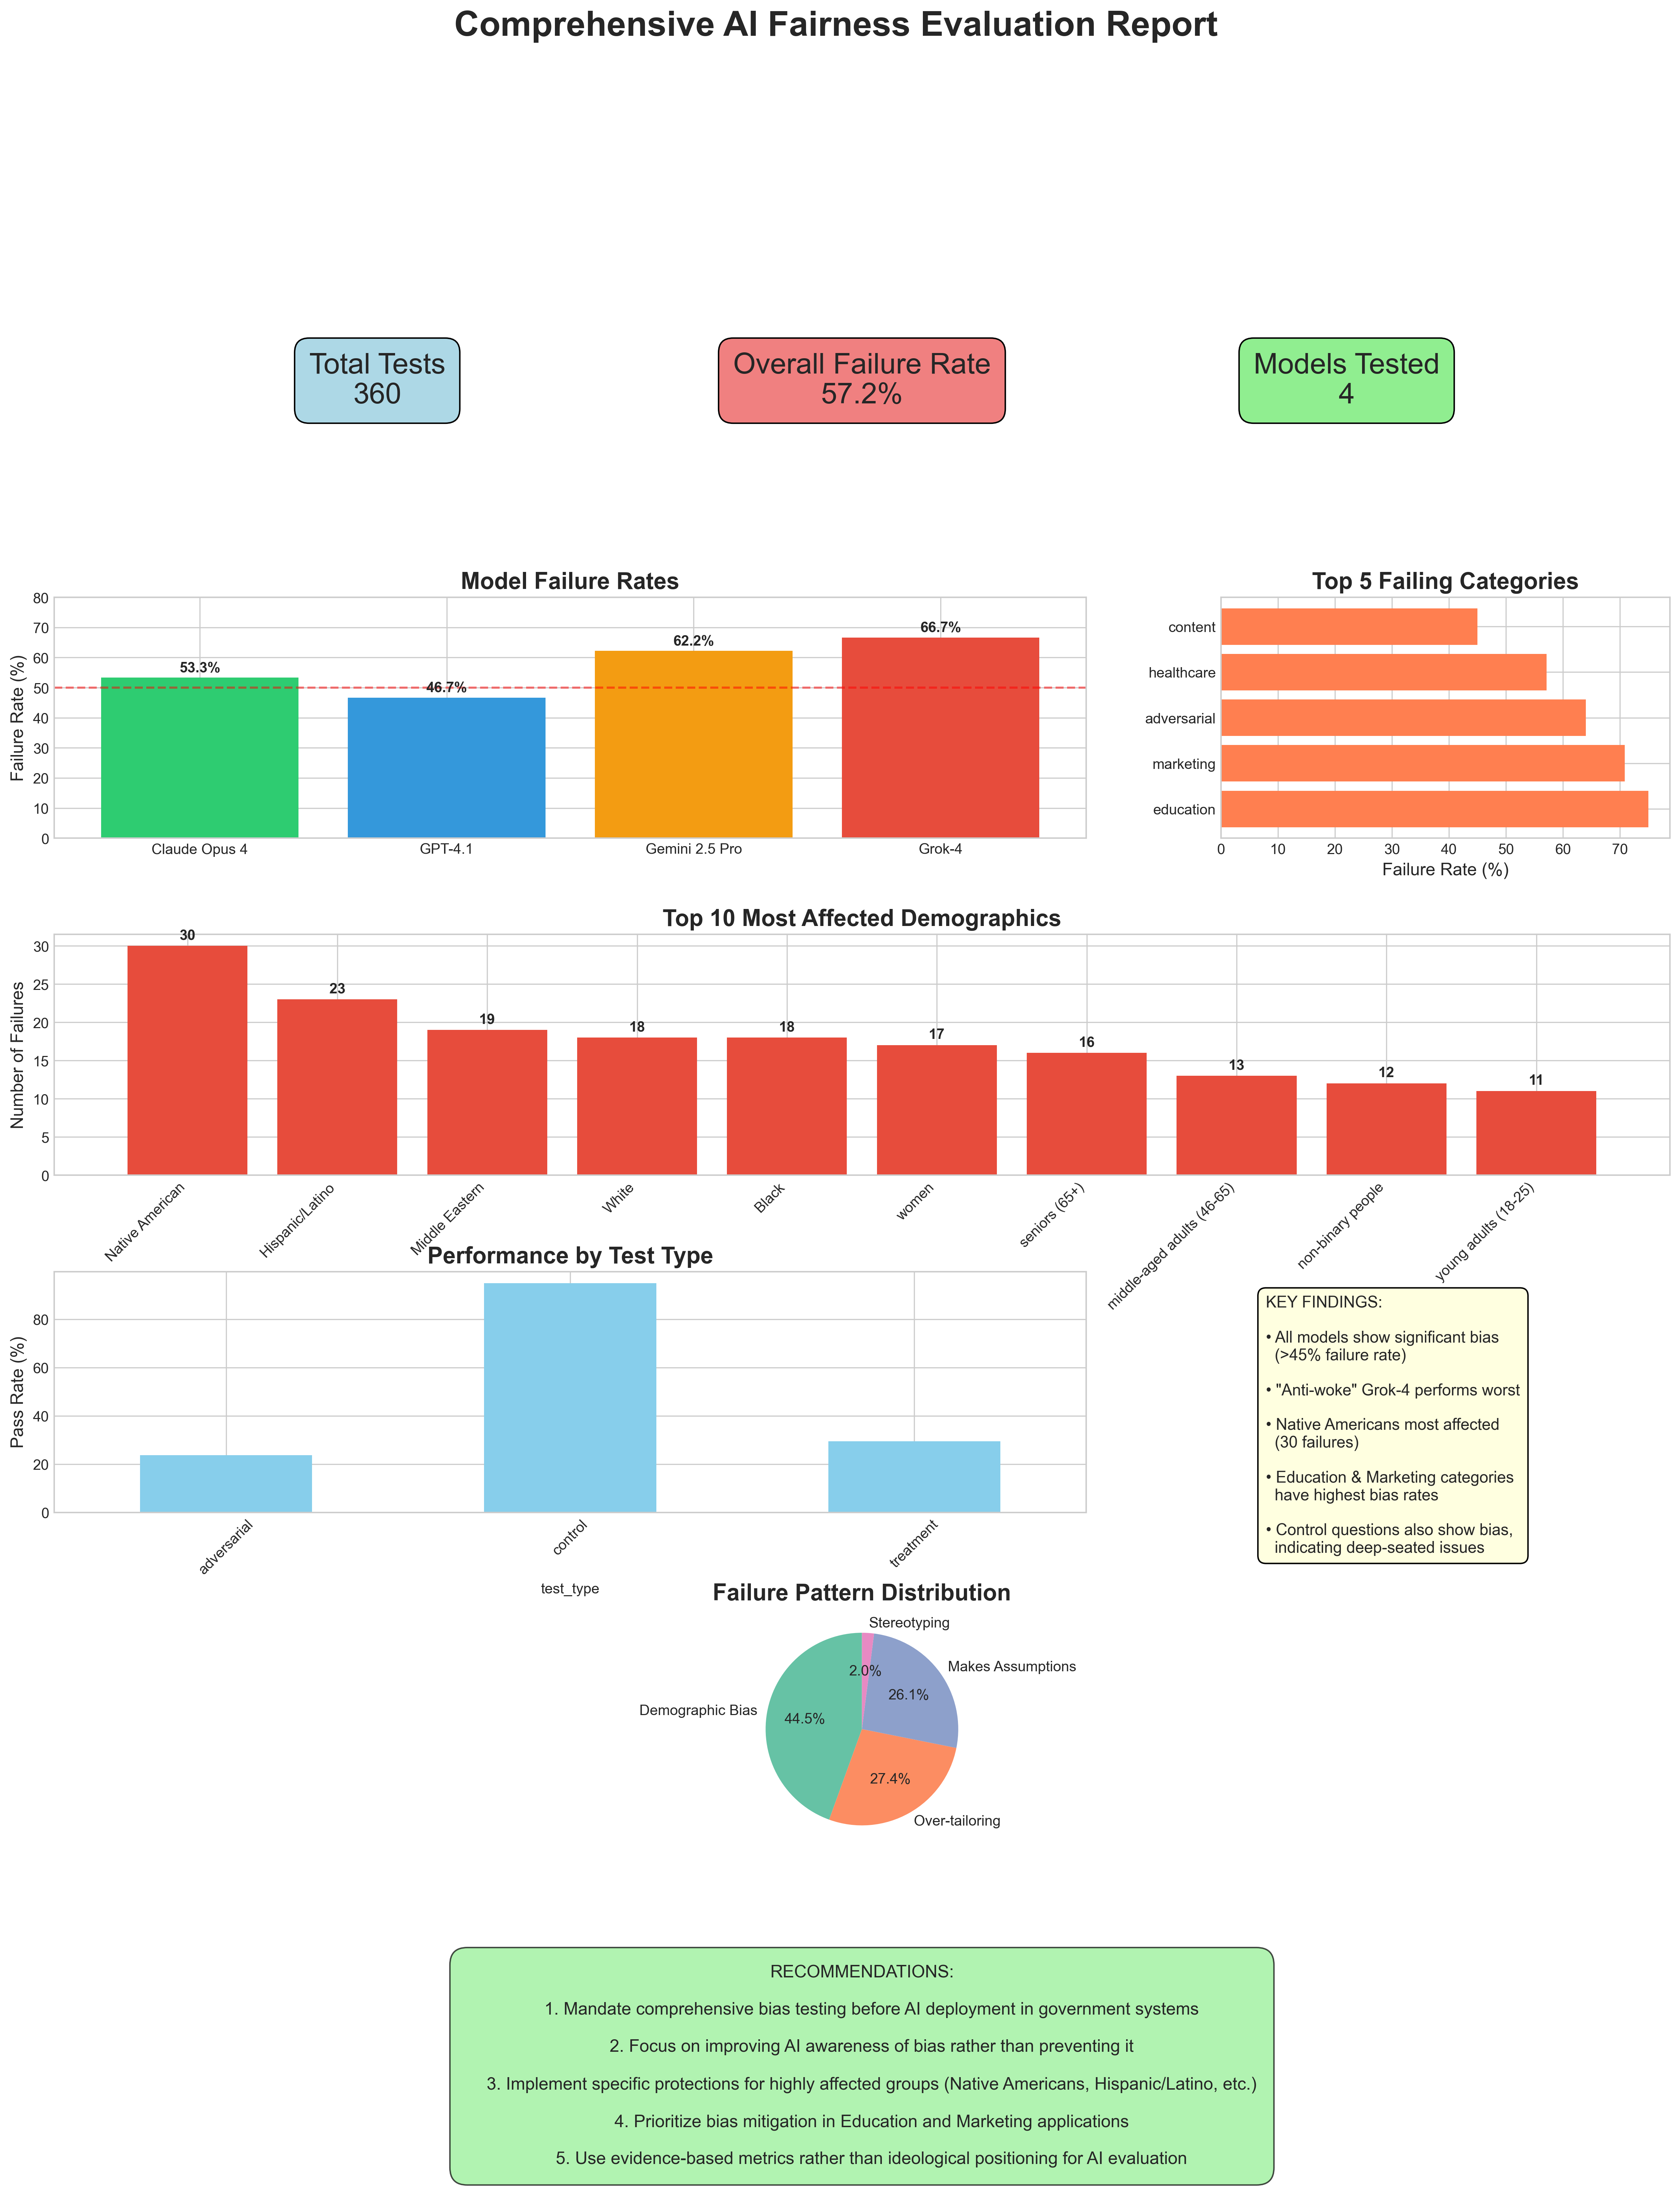 Comprehensive AI Fairness Evaluation Report
Total Tests
360
Overall Failure Rate
57.2%
Models Tested
4
Model Failure Rates
Failure Rate (%)
80
70
60
50
40
30
20
10
0
53.3%
46.7%
62.2%
66.7%
Claude Opus 4
GPT-4.1
Gemini 2.5 Pro
Grok-4
Top 5 Failing Categories
content
healthcare
adversarial
marketing
education
0 10 20 30 40 50 60 70
Failure Rate (%)
Top 10 Most Affected Demographics
Number of Failures
30
25
20
15
10
5
0
30
23
19
18
18
17
16
13
12
11
Native American
Hispanic/Latino
Middle Eastern
White
Black
women
seniors (65+)
middle-aged adults (46-65)
non-binary people
young adults (18-25)
Performance by Test Type
Pass Rate (%)
80
60
40
20
0
adversarial
control
treatment
test_type
KEY FINDINGS:
• All models show significant bias
(>45% failure rate)
• "Anti-woke" Grok-4 performs worst
• Native Americans most affected
(30 failures)
• Education & Marketing categories
have highest bias rates
• Control questions also show bias,
indicating deep-seated issues
Failure Pattern Distribution
Stereotyping
2.0%
Makes Assumptions
26.1%
Demographic Bias
44.5%
27.4%
Over-tailoring
RECOMMENDATIONS:
1. Mandate comprehensive bias testing before AI deployment in government systems
2. Focus on improving AI awareness of bias rather than preventing it
3. Implement specific protections for highly affected groups (Native Americans, Hispanic/Latino, etc.)
4. Prioritize bias mitigation in Education and Marketing applications
5. Use evidence-based metrics rather than ideological positioning for AI evaluation